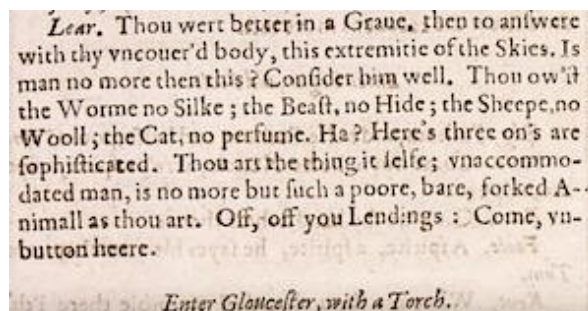 Lear. Thou wert better in a Graue, then to anſwere
with thy vncouer'd body, this extremitie of the Skies. Is
man no more then this ? Conſider him well. Thou ow'ſt
the Worme no Silke ; the Beaſt, no Hide ; the Sheepe, no
Wooll ; the Cat, no perfume. Ha ? Here's three on's are
ſophiſticated. Thou art the thing it ſelfe ; vnaccommo-
dated man, is no more but ſuch a poore, bare, forked A-
nimall as thou art. Off, off you Lendings : Come, vn-
button heere.
Enter Glouceſter, with a Torch.